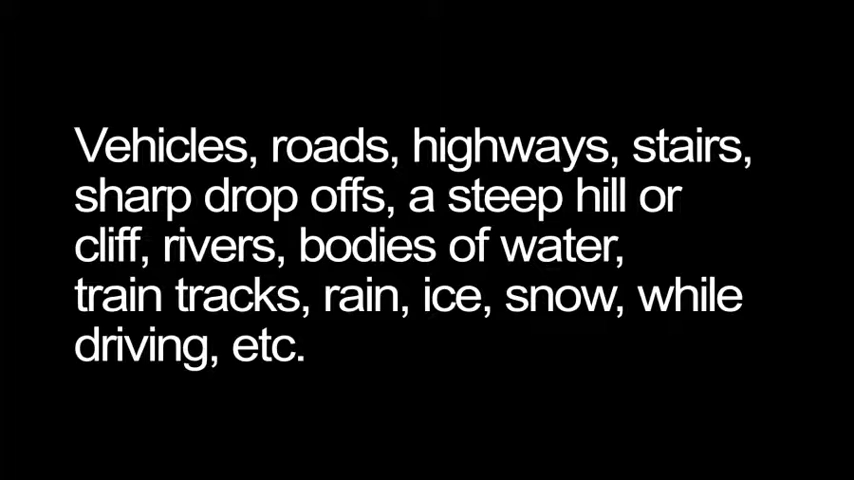 Vehicles, roads, highways, stairs,
sharp drop offs, a steep hill or
cliff, rivers, bodies of water,
train tracks, rain, ice, snow, while
driving, etc.